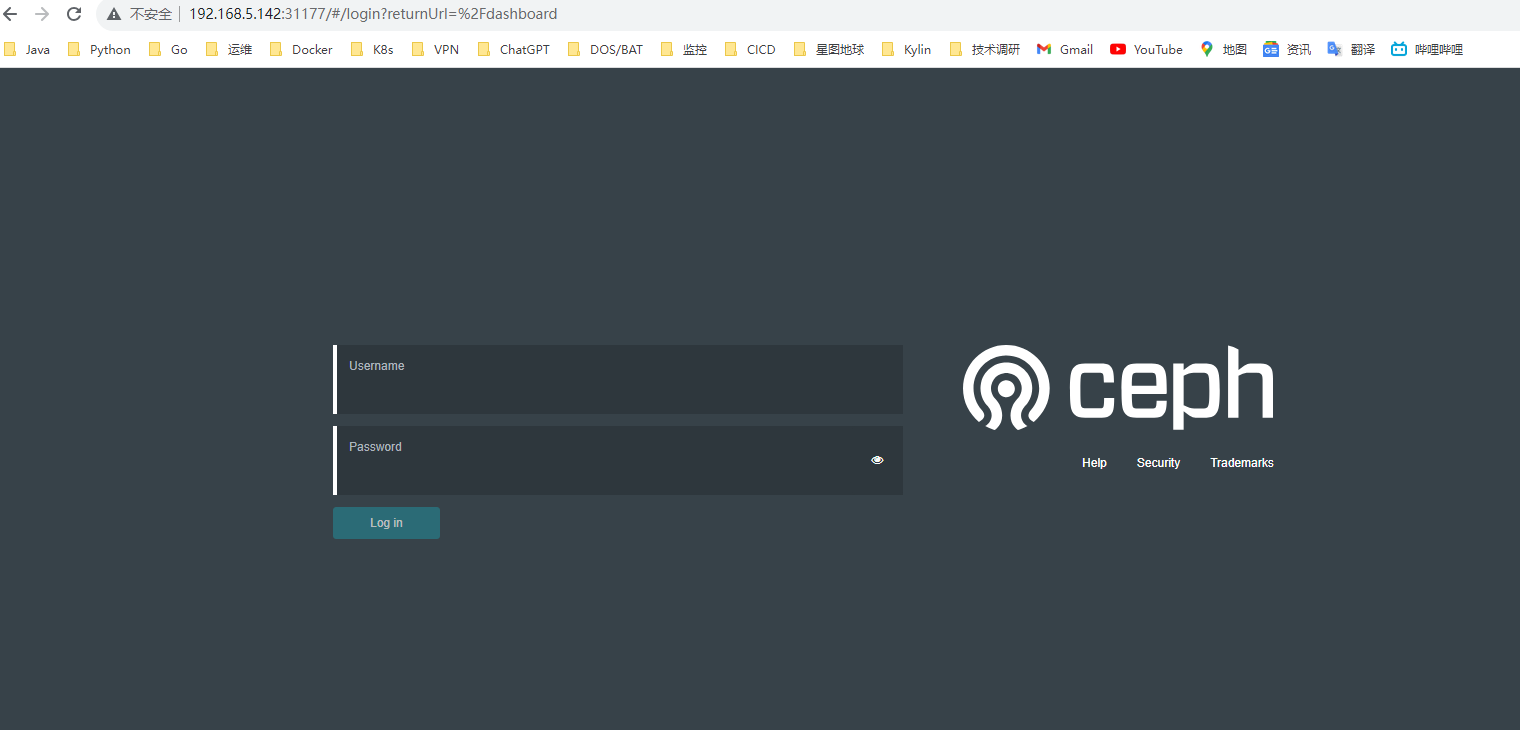 不安全 192.168.5.142:31177/#/login?returnUrl=%2Fdashboard
Java Python Go 运维 Docker K8s VPN ChatGPT DOS/BAT 监控 CICD 星图地球 Kylin 技术调研 Gmail YouTube 地图 资讯 翻译 哔哩哔哩
Username
Password
Log in
ceph
Help Security Trademarks